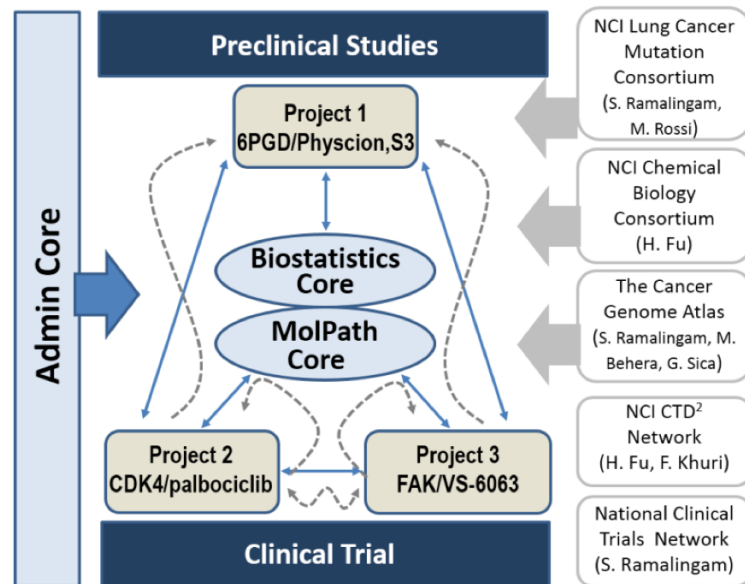 Admin Core
Preclinical Studies
Project 1
6PGD/Physcion,S3
Biostatistics
Core
MolPath
Core
Project 2
CDK4/palbociclib
Project 3
FAK/VS-6063
Clinical Trial
NCI Lung Cancer
Mutation
Consortium
(S. Ramalingam,
M. Rossi)
NCI Chemical
Biology
Consortium
(H. Fu)
The Cancer
Genome Atlas
(S. Ramalingam, M.
Behera, G. Sica)
NCI CTD²
Network
(H. Fu, F. Khuri)
National Clinical
Trials Network
(S. Ramalingam)